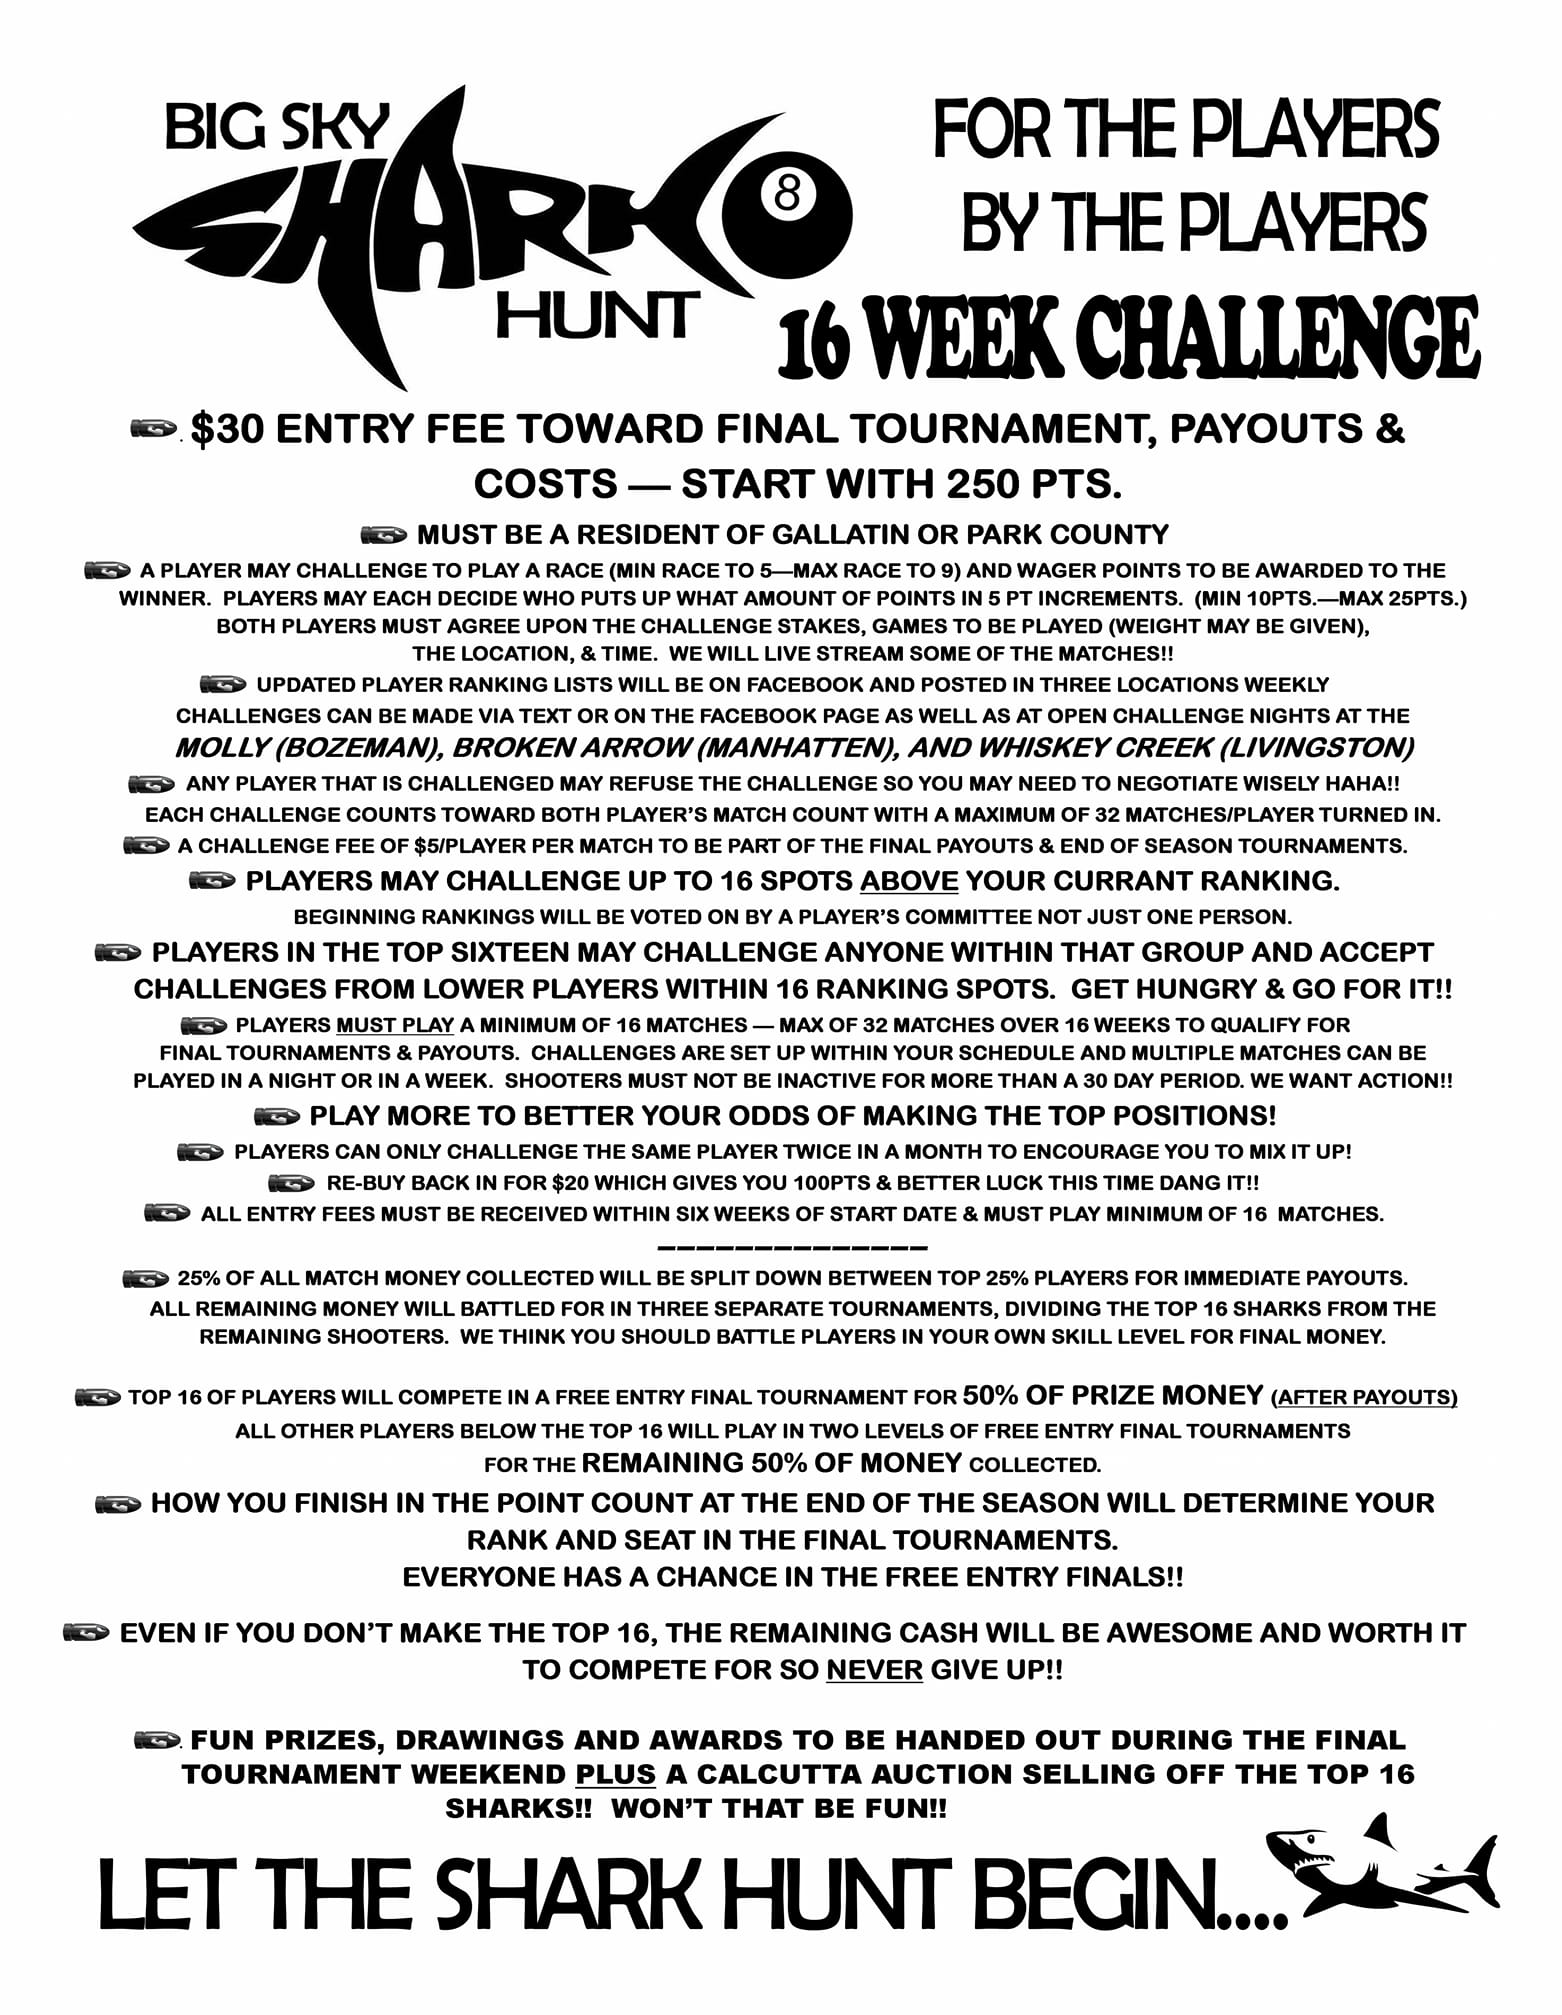 BIG SKY
SHARK
HUNT
8
FOR THE PLAYERS
BY THE PLAYERS
16 WEEK CHALLENGE
. $30 ENTRY FEE TOWARD FINAL TOURNAMENT, PAYOUTS &
COSTS — START WITH 250 PTS.
MUST BE A RESIDENT OF GALLATIN OR PARK COUNTY
A PLAYER MAY CHALLENGE TO PLAY A RACE (MIN RACE TO 5—MAX RACE TO 9) AND WAGER POINTS TO BE AWARDED TO THE
WINNER. PLAYERS MAY EACH DECIDE WHO PUTS UP WHAT AMOUNT OF POINTS IN 5 PT INCREMENTS. (MIN 10PTS.—MAX 25PTS.)
BOTH PLAYERS MUST AGREE UPON THE CHALLENGE STAKES, GAMES TO BE PLAYED (WEIGHT MAY BE GIVEN),
THE LOCATION, & TIME. WE WILL LIVE STREAM SOME OF THE MATCHES!!
UPDATED PLAYER RANKING LISTS WILL BE ON FACEBOOK AND POSTED IN THREE LOCATIONS WEEKLY
CHALLENGES CAN BE MADE VIA TEXT OR ON THE FACEBOOK PAGE AS WELL AS AT OPEN CHALLENGE NIGHTS AT THE
MOLLY (BOZEMAN), BROKEN ARROW (MANHATTEN), AND WHISKEY CREEK (LIVINGSTON)
ANY PLAYER THAT IS CHALLENGED MAY REFUSE THE CHALLENGE SO YOU MAY NEED TO NEGOTIATE WISELY HAHA!!
EACH CHALLENGE COUNTS TOWARD BOTH PLAYER'S MATCH COUNT WITH A MAXIMUM OF 32 MATCHES/PLAYER TURNED IN.
A CHALLENGE FEE OF $5/PLAYER PER MATCH TO BE PART OF THE FINAL PAYOUTS & END OF SEASON TOURNAMENTS.
PLAYERS MAY CHALLENGE UP TO 16 SPOTS ABOVE YOUR CURRANT RANKING.
BEGINNING RANKINGS WILL BE VOTED ON BY A PLAYER'S COMMITTEE NOT JUST ONE PERSON.
PLAYERS IN THE TOP SIXTEEN MAY CHALLENGE ANYONE WITHIN THAT GROUP AND ACCEPT
CHALLENGES FROM LOWER PLAYERS WITHIN 16 RANKING SPOTS. GET HUNGRY & GO FOR IT!!
PLAYERS MUST PLAY A MINIMUM OF 16 MATCHES — MAX OF 32 MATCHES OVER 16 WEEKS TO QUALIFY FOR
FINAL TOURNAMENTS & PAYOUTS. CHALLENGES ARE SET UP WITHIN YOUR SCHEDULE AND MULTIPLE MATCHES CAN BE
PLAYED IN A NIGHT OR IN A WEEK. SHOOTERS MUST NOT BE INACTIVE FOR MORE THAN A 30 DAY PERIOD. WE WANT ACTION!!
PLAY MORE TO BETTER YOUR ODDS OF MAKING THE TOP POSITIONS!
PLAYERS CAN ONLY CHALLENGE THE SAME PLAYER TWICE IN A MONTH TO ENCOURAGE YOU TO MIX IT UP!
RE-BUY BACK IN FOR $20 WHICH GIVES YOU 100PTS & BETTER LUCK THIS TIME DANG IT!!
ALL ENTRY FEES MUST BE RECEIVED WITHIN SIX WEEKS OF START DATE & MUST PLAY MINIMUM OF 16 MATCHES.
––––––––––––––
25% OF ALL MATCH MONEY COLLECTED WILL BE SPLIT DOWN BETWEEN TOP 25% PLAYERS FOR IMMEDIATE PAYOUTS.
ALL REMAINING MONEY WILL BATTLED FOR IN THREE SEPARATE TOURNAMENTS, DIVIDING THE TOP 16 SHARKS FROM THE
REMAINING SHOOTERS. WE THINK YOU SHOULD BATTLE PLAYERS IN YOUR OWN SKILL LEVEL FOR FINAL MONEY.
TOP 16 OF PLAYERS WILL COMPETE IN A FREE ENTRY FINAL TOURNAMENT FOR 50% OF PRIZE MONEY (AFTER PAYOUTS)
ALL OTHER PLAYERS BELOW THE TOP 16 WILL PLAY IN TWO LEVELS OF FREE ENTRY FINAL TOURNAMENTS
FOR THE REMAINING 50% OF MONEY COLLECTED.
HOW YOU FINISH IN THE POINT COUNT AT THE END OF THE SEASON WILL DETERMINE YOUR
RANK AND SEAT IN THE FINAL TOURNAMENTS.
EVERYONE HAS A CHANCE IN THE FREE ENTRY FINALS!!
EVEN IF YOU DON'T MAKE THE TOP 16, THE REMAINING CASH WILL BE AWESOME AND WORTH IT
TO COMPETE FOR SO NEVER GIVE UP!!
. FUN PRIZES, DRAWINGS AND AWARDS TO BE HANDED OUT DURING THE FINAL
TOURNAMENT WEEKEND PLUS A CALCUTTA AUCTION SELLING OFF THE TOP 16
SHARKS!! WON'T THAT BE FUN!!
LET THE SHARK HUNT BEGIN....